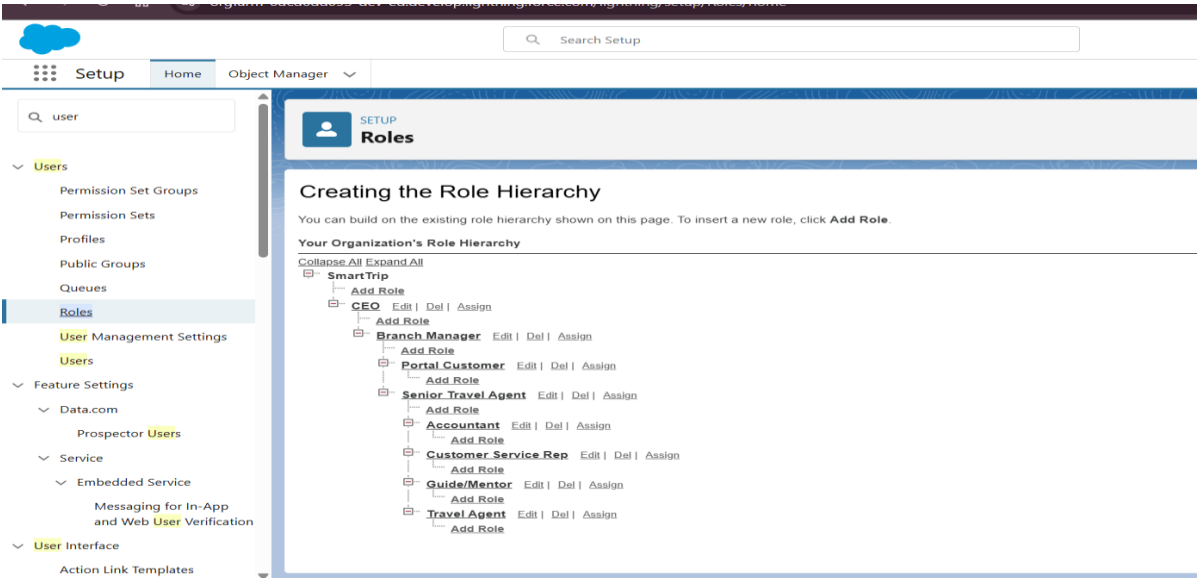 Search Setup
Setup Home Object Manager
user
Users
Permission Set Groups
Permission Sets
Profiles
Public Groups
Queues
Roles
User Management Settings
Users
Feature Settings
Data.com
Prospector Users
Service
Embedded Service
Messaging for In-App
and Web User Verification
User Interface
Action Link Templates
SETUP
Roles
Creating the Role Hierarchy
You can build on the existing role hierarchy shown on this page. To insert a new role, click Add Role.
Your Organization's Role Hierarchy
Collapse All Expand All
SmartTrip
Add Role
CEO Edit | Del | Assign
Add Role
Branch Manager Edit | Del | Assign
Add Role
Portal Customer Edit | Del | Assign
Add Role
Senior Travel Agent Edit | Del | Assign
Add Role
Accountant Edit | Del | Assign
Add Role
Customer Service Rep Edit | Del | Assign
Add Role
Guide/Mentor Edit | Del | Assign
Add Role
Travel Agent Edit | Del | Assign
Add Role